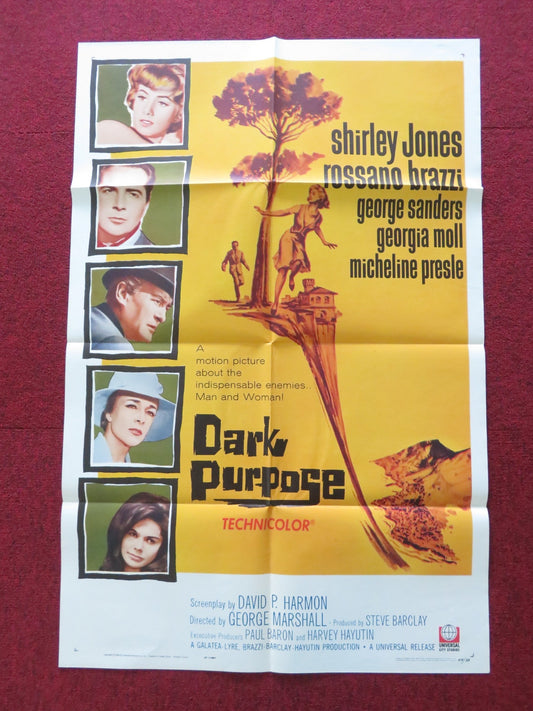 shirley Jones
rossano brazzi
george sanders
georgia moll
micheline presle
A
motion picture
about the
indispensable enemies..
Man and Woman!
Dark
Purpose
TECHNICOLOR®
Screenplay by DAVID P. HARMON
Directed by GEORGE MARSHALL • Produced by STEVE BARCLAY
Executive Producers PAUL BARON and HARVEY HAYUTIN
A GALATEA-LYRE, BRAZZI-BARCLAY-HAYUTIN PRODUCTION • A UNIVERSAL RELEASE
UNIVERSAL
CITY STUDIOS